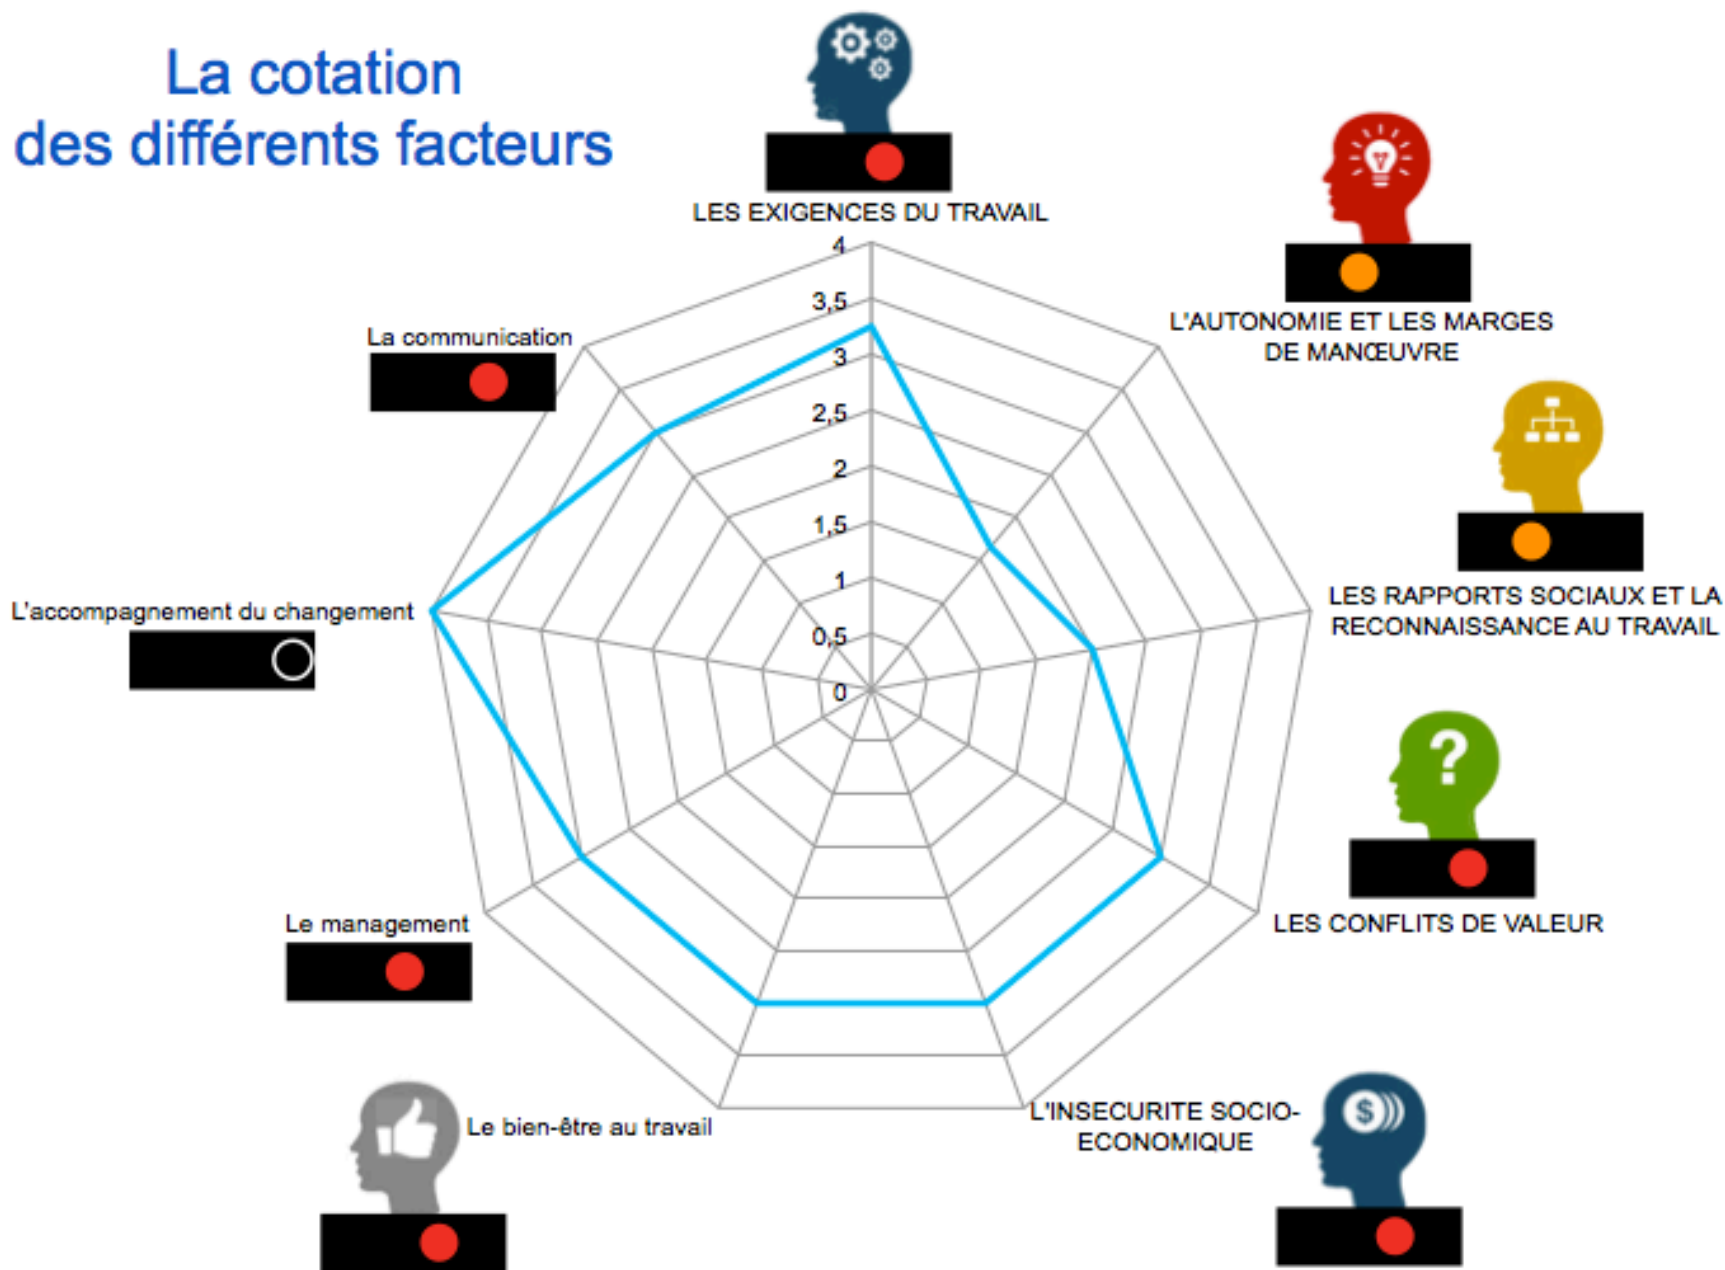 La cotation
des différents facteurs
LES EXIGENCES DU TRAVAIL
L'AUTONOMIE ET LES MARGES
DE MANŒUVRE
LES RAPPORTS SOCIAUX ET LA
RECONNAISSANCE AU TRAVAIL
?
LES CONFLITS DE VALEUR
$
L'INSECURITE SOCIO-
ECONOMIQUE
Le bien-être au travail
Le management
L'accompagnement du changement
La communication
4
3,5
3
2,5
2
1,5
1
0,5
0